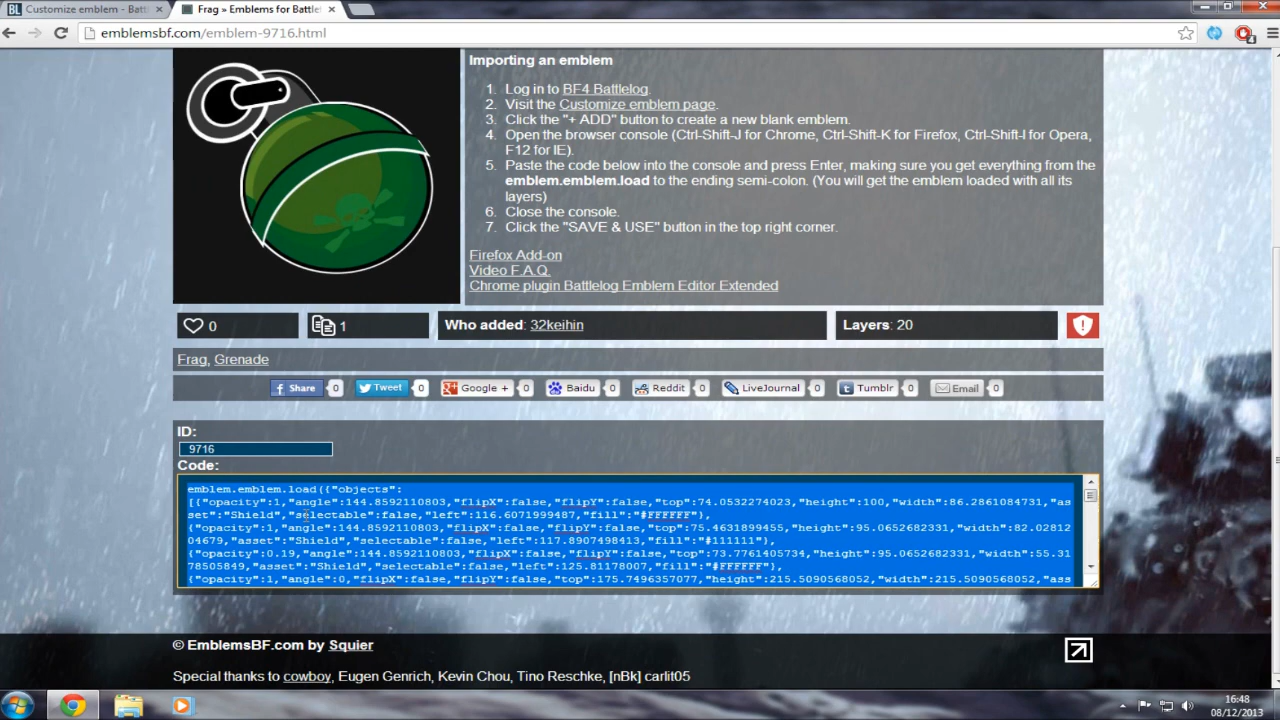 BL Customize emblem - Battl
Frag » Emblems for Battlef
emblemsbf.com/emblem-9716.html
4
Importing an emblem
1. Log in to BF4 Battlelog.
2. Visit the Customize emblem page.
3. Click the "+ ADD" button to create a new blank emblem.
4. Open the browser console (Ctrl-Shift-J for Chrome, Ctrl-Shift-K for Firefox, Ctrl-Shift-I for Opera,
F12 for IE).
5. Paste the code below into the console and press Enter, making sure you get everything from the
emblem.emblem.load to the ending semi-colon. (You will get the emblem loaded with all its
layers)
6. Close the console.
7. Click the "SAVE & USE" button in the top right corner.
Firefox Add-on
Video F.A.Q.
Chrome plugin Battlelog Emblem Editor Extended
0
1
Who added: 32keihin
Layers: 20
Frag, Grenade
Share 0
Tweet 0
Google + 0
Baidu 0
Reddit 0
LiveJournal 0
Tumblr 0
Email 0
ID:
9716
Code:
emblem.emblem.load({"objects":
[{"opacity":1,"angle":144.8592110803,"flipX":false,"flipY":false,"top":74.0532274023,"height":100,"width":86.2861084731,"as
set":"Shield","selectable":false,"left":116.6071999487,"fill":"#FFFFFF"},
{"opacity":1,"angle":144.8592110803,"flipX":false,"flipY":false,"top":75.4631899455,"height":95.0652682331,"width":82.02812
04679,"asset":"Shield","selectable":false,"left":117.8907498413,"fill":"#111111"},
{"opacity":0.19,"angle":144.8592110803,"flipX":false,"flipY":false,"top":73.7761405734,"height":95.0652682331,"width":55.317
8505849,"asset":"Shield","selectable":false,"left":125.81178007,"fill":"#FFFFFF"},
{"opacity":1,"angle":0,"flipX":false,"flipY":false,"top":175.7496357077,"height":215.5090568052,"width":215.5090568052,"ass
© EmblemsBF.com by Squier
Special thanks to cowboy, Eugen Genrich, Kevin Chou, Tino Reschke, [nBk] carlit05
16:48
08/12/2013